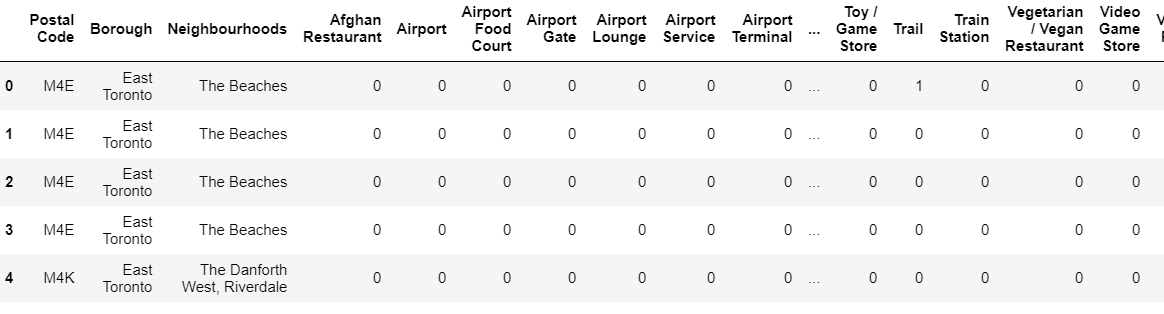 Postal Code Borough Neighbourhoods Afghan Restaurant Airport Airport Food Court Airport Gate Airport Lounge Airport Service Airport Terminal ... Toy / Game Store Trail Train Station Vegetarian / Vegan Restaurant Video Game Store
0 M4E East Toronto The Beaches 0 0 0 0 0 0 0 ... 0 1 0 0 0
1 M4E East Toronto The Beaches 0 0 0 0 0 0 0 ... 0 0 0 0 0
2 M4E East Toronto The Beaches 0 0 0 0 0 0 0 ... 0 0 0 0 0
3 M4E East Toronto The Beaches 0 0 0 0 0 0 0 ... 0 0 0 0 0
4 M4K East Toronto The Danforth West, Riverdale 0 0 0 0 0 0 0 ... 0 0 0 0 0